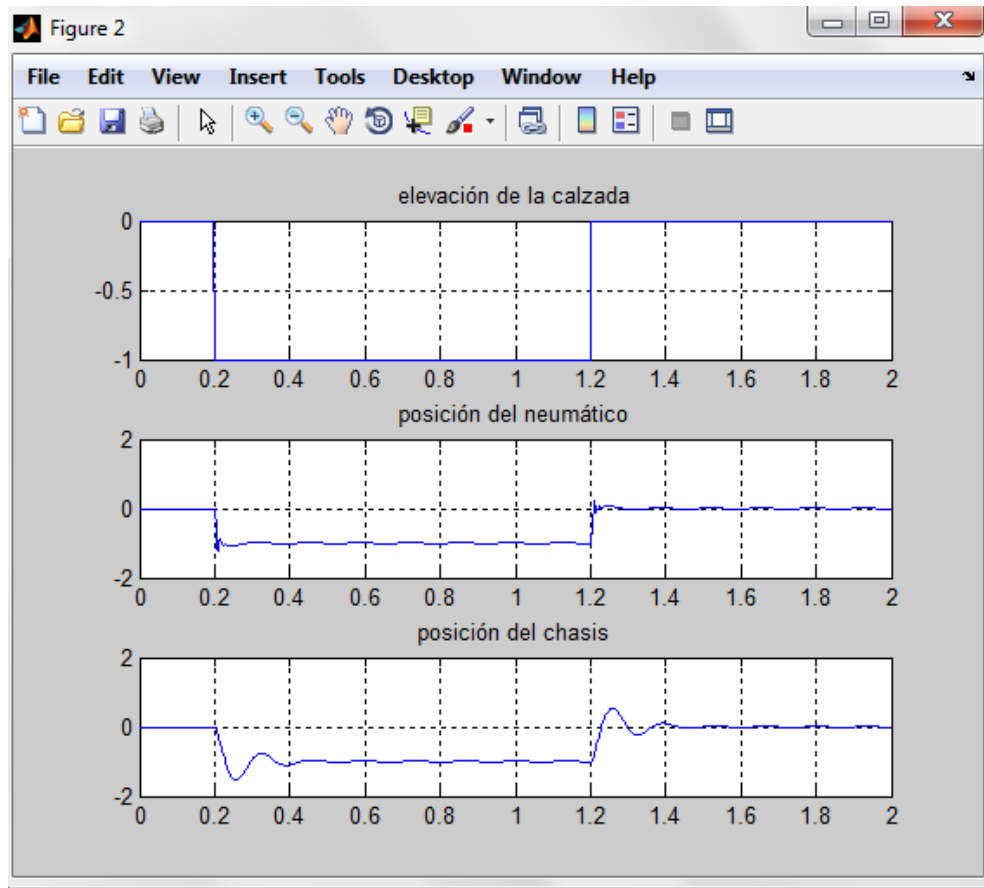 Figure 2
File Edit View Insert Tools Desktop Window Help
elevación de la calzada
0
-0.5
-1
0 0.2 0.4 0.6 0.8 1 1.2 1.4 1.6 1.8 2
posición del neumático
2
0
-2
0 0.2 0.4 0.6 0.8 1 1.2 1.4 1.6 1.8 2
posición del chasis
2
0
-2
0 0.2 0.4 0.6 0.8 1 1.2 1.4 1.6 1.8 2